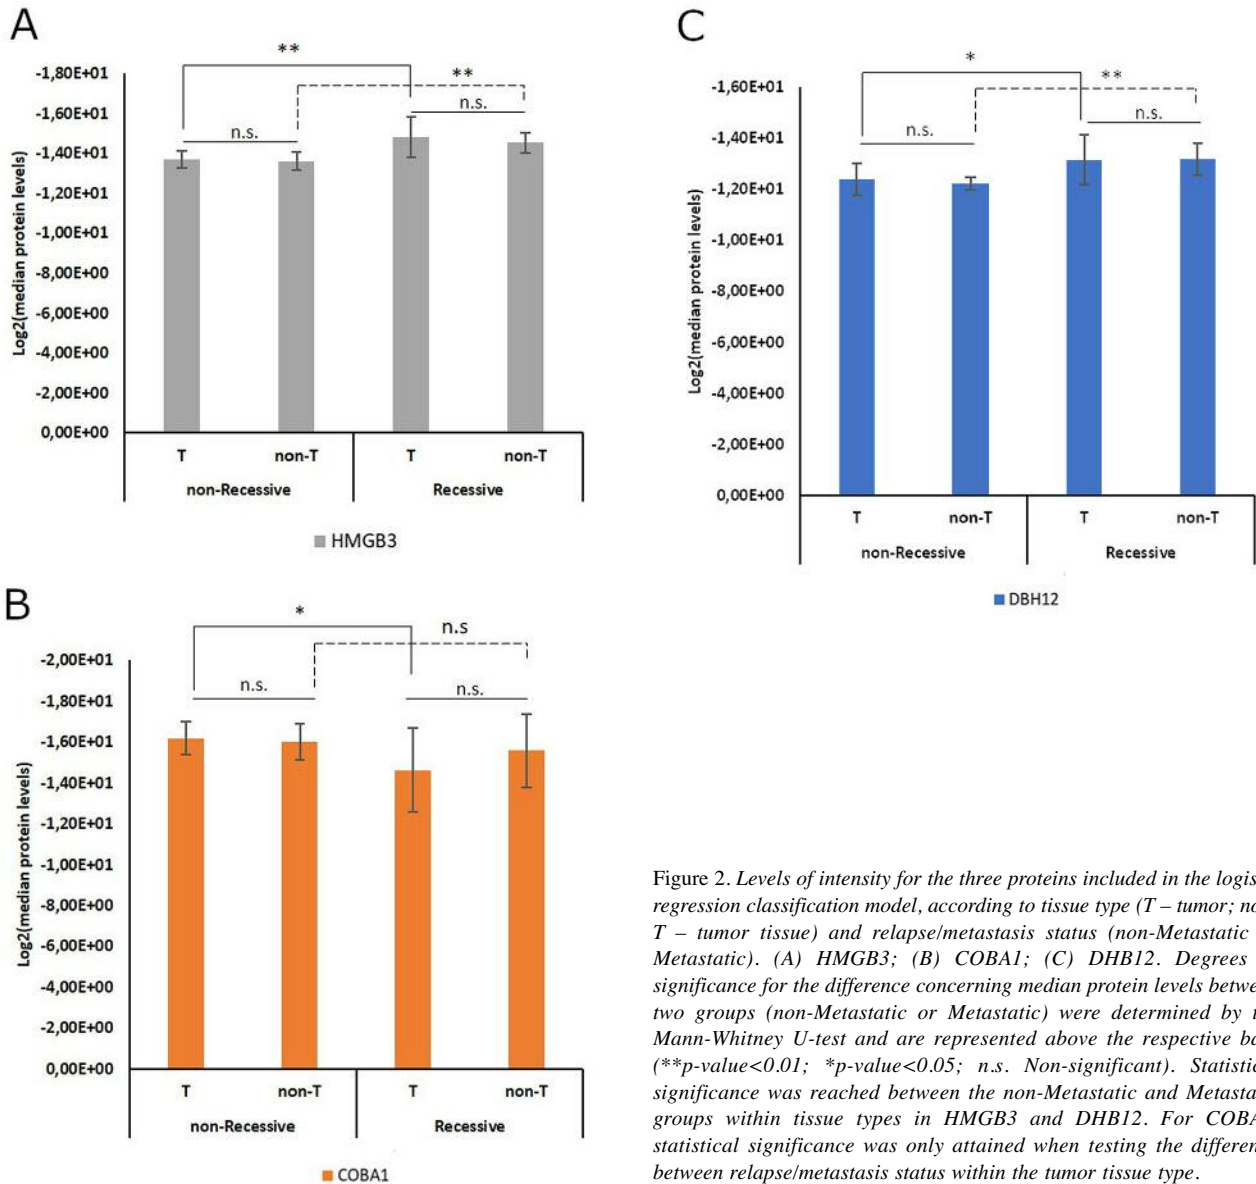 A
**
**
n.s.
n.s.
Log2(median protein levels)
-1,80E+01
-1,60E+01
-1,40E+01
-1,20E+01
-1,00E+01
-8,00E+00
-6,00E+00
-4,00E+00
-2,00E+00
0,00E+00
T non-T T non-T
non-Recessive Recessive
HMGB3
B
*
n.s
n.s.
n.s.
Log2(median protein levels)
-2,00E+01
-1,80E+01
-1,60E+01
-1,40E+01
-1,20E+01
-1,00E+01
-8,00E+00
-6,00E+00
-4,00E+00
-2,00E+00
0,00E+00
T non-T T non-T
non-Recessive Recessive
COBA1
C
*
**
n.s.
n.s.
Log2(median protein levels)
-1,60E+01
-1,40E+01
-1,20E+01
-1,00E+01
-8,00E+00
-6,00E+00
-4,00E+00
-2,00E+00
0,00E+00
T non-T T non-T
non-Recessive Recessive
DBH12
Figure 2. Levels of intensity for the three proteins included in the logis
regression classification model, according to tissue type (T – tumor; no
T – tumor tissue) and relapse/metastasis status (non-Metastatic
Metastatic). (A) HMGB3; (B) COBA1; (C) DHB12. Degrees
significance for the difference concerning median protein levels betwe
two groups (non-Metastatic or Metastatic) were determined by t
Mann-Whitney U-test and are represented above the respective ba
(**p-value<0.01; *p-value<0.05; n.s. Non-significant). Statistic
significance was reached between the non-Metastatic and Metasta
groups within tissue types in HMGB3 and DHB12. For COBA
statistical significance was only attained when testing the differen
between relapse/metastasis status within the tumor tissue type.